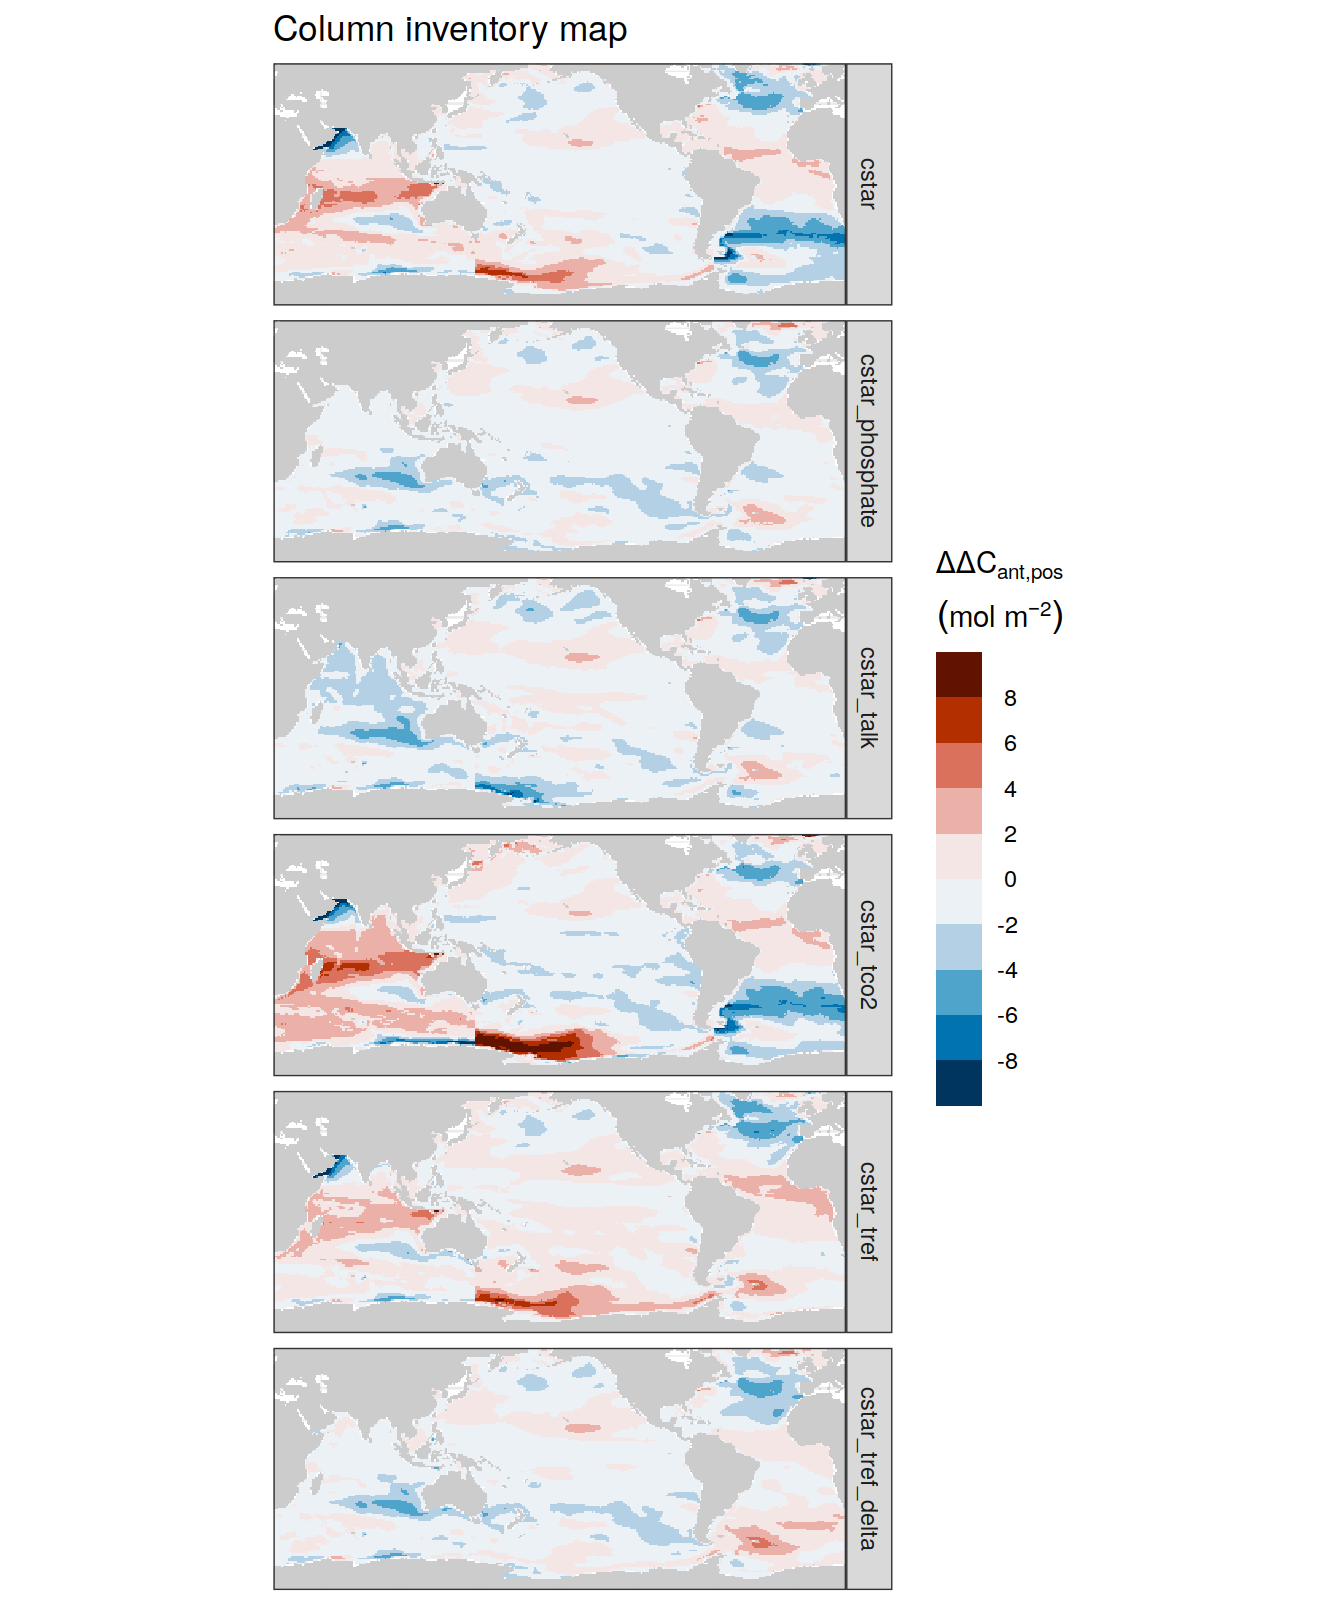 Column inventory map
cstar
cstar_phosphate
cstar_talk
cstar_tco2
cstar_tref
cstar_tref_delta
ΔΔCant,pos
(mol m−2)
8
6
4
2
0
-2
-4
-6
-8